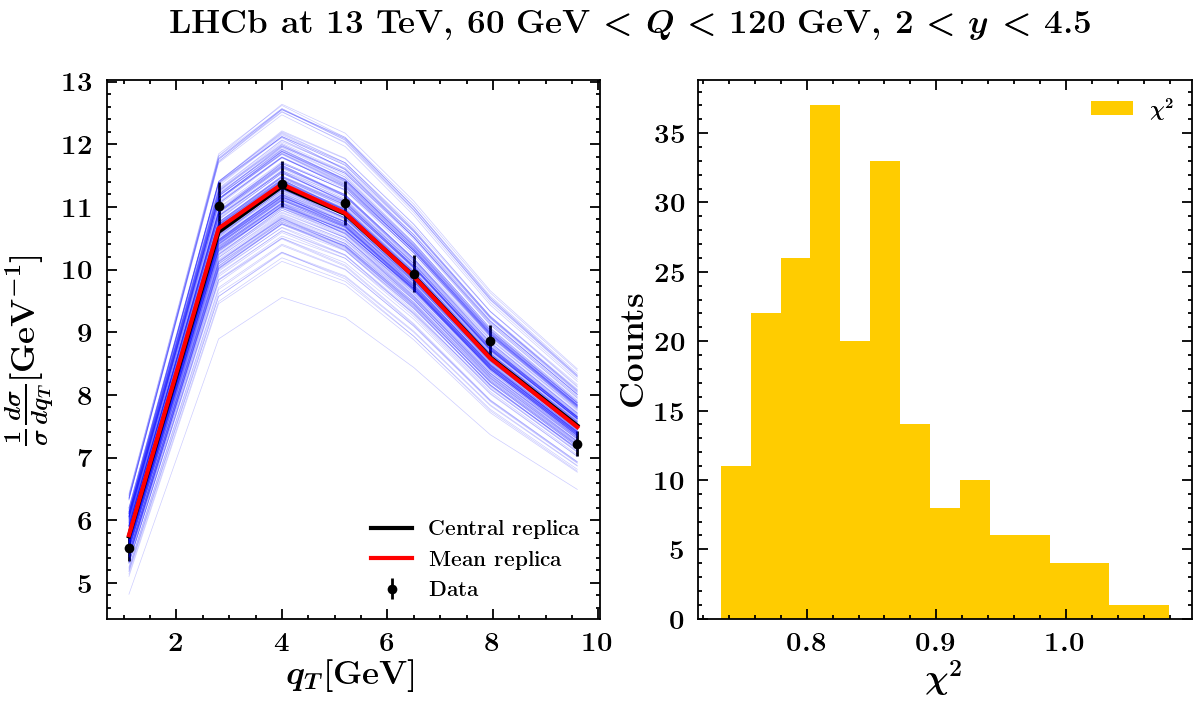 LHCb at 13 TeV, 60 GeV < Q < 120 GeV, 2 < y < 4.5
13
12
11
10
9
8
7
6
5
1/σ dσ/dq_T [GeV⁻¹]
Central replica
Mean replica
Data
2
4
6
8
10
q_T[GeV]
χ²
35
30
25
20
15
10
5
0
Counts
0.8
0.9
1.0
χ²